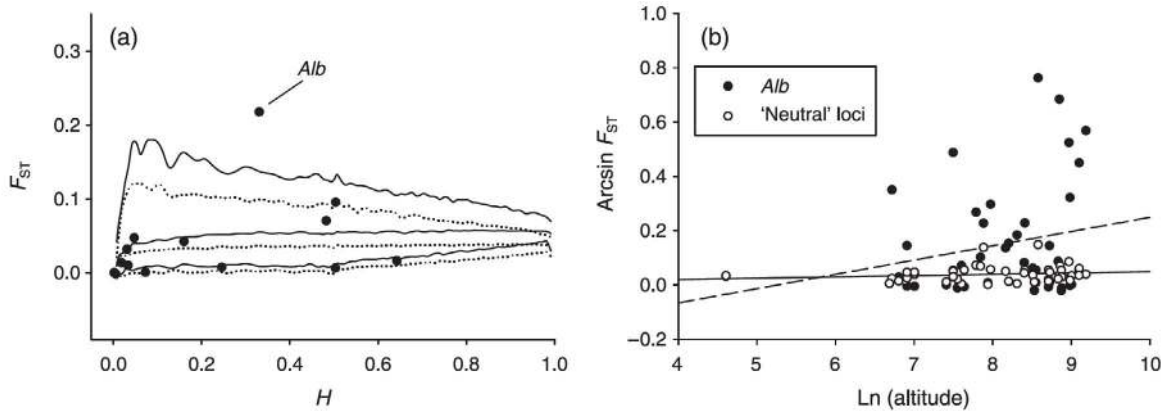 (a)
Alb
0.3
0.2
0.1
0.0
F_ST
0.0 0.2 0.4 0.6 0.8 1.0
H
(b)
1.0
0.8
0.6
0.4
0.2
0.0
−0.2
Arcsin F_ST
Alb
‘Neutral’ loci
4 5 6 7 8 9 10
Ln (altitude)